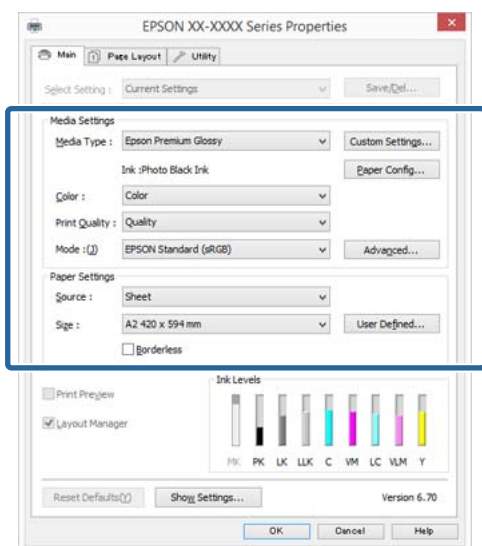 EPSON XX-XXXX Series Properties
Main Page Layout Utility
Select Setting : Current Settings Save/Del...
Media Settings
Media Type : Epson Premium Glossy Custom Settings...
Ink :Photo Black Ink Paper Config...
Color : Color
Print Quality : Quality
Mode :(J) EPSON Standard (sRGB) Advanced...
Paper Settings
Source : Sheet
Size : A2 420 x 594 mm User Defined...
Borderless
Ink Levels
Print Preview
Layout Manager
MK PK LK LLK C VM LC VLM Y
Reset Defaults(Y) Show Settings... Version 6.70
OK Cancel Help